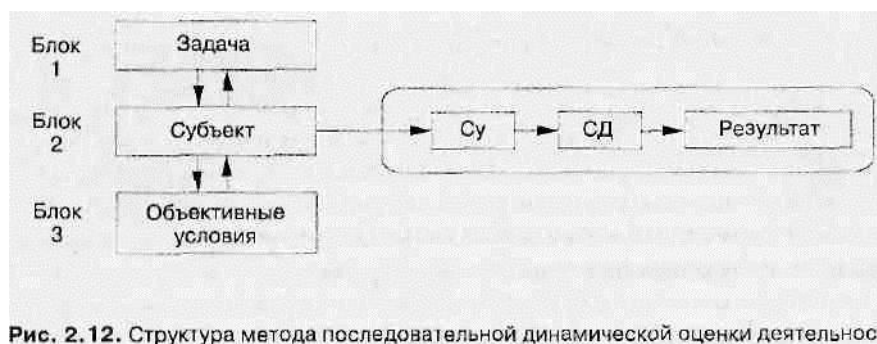 Блок 1
Задача
Блок 2
Субъект
Су
СД
Результат
Блок 3
Объективные
условия
Рис. 2.12. Структура метода последовательной динамической оценки деятельнос